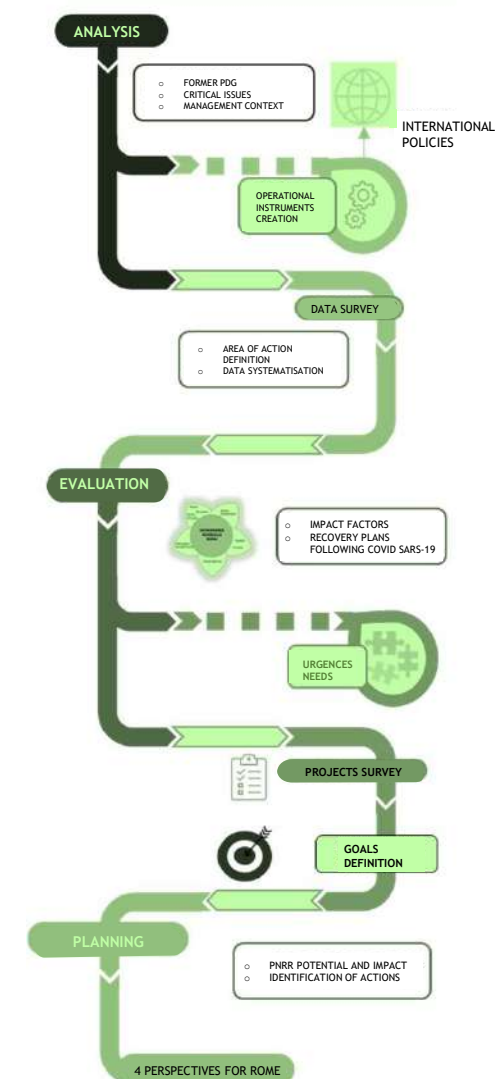 ANALYSIS
o FORMER PDG
o CRITICAL ISSUES
o MANAGEMENT CONTEXT
INTERNATIONAL
POLICIES
OPERATIONAL
INSTRUMENTS
CREATION
DATA SURVEY
o AREA OF ACTION
DEFINITION
o DATA SYSTEMATISATION
EVALUATION
o IMPACT FACTORS
o RECOVERY PLANS
FOLLOWING COVID SARS-19
URGENCES
NEEDS
PROJECTS SURVEY
GOALS
DEFINITION
PLANNING
o PNRR POTENTIAL AND IMPACT
o IDENTIFICATION OF ACTIONS
4 PERSPECTIVES FOR ROME